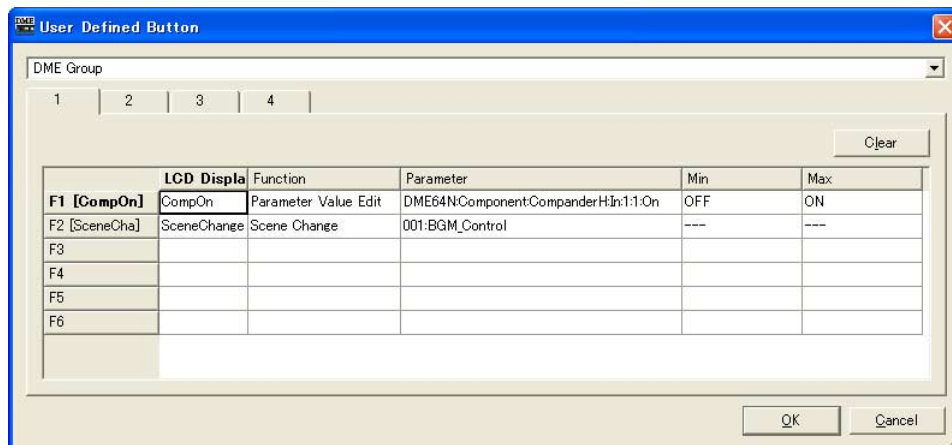 DME User Defined Button
DME Group
1 2 3 4
Clear
LCD Displa Function Parameter Min Max
F1 [CompOn] CompOn Parameter Value Edit DME64N:Component:CompanderH:In:1:1:On OFF ON
F2 [SceneCha] SceneChange Scene Change 001:BGM_Control --- ---
F3
F4
F5
F6
OK Cancel